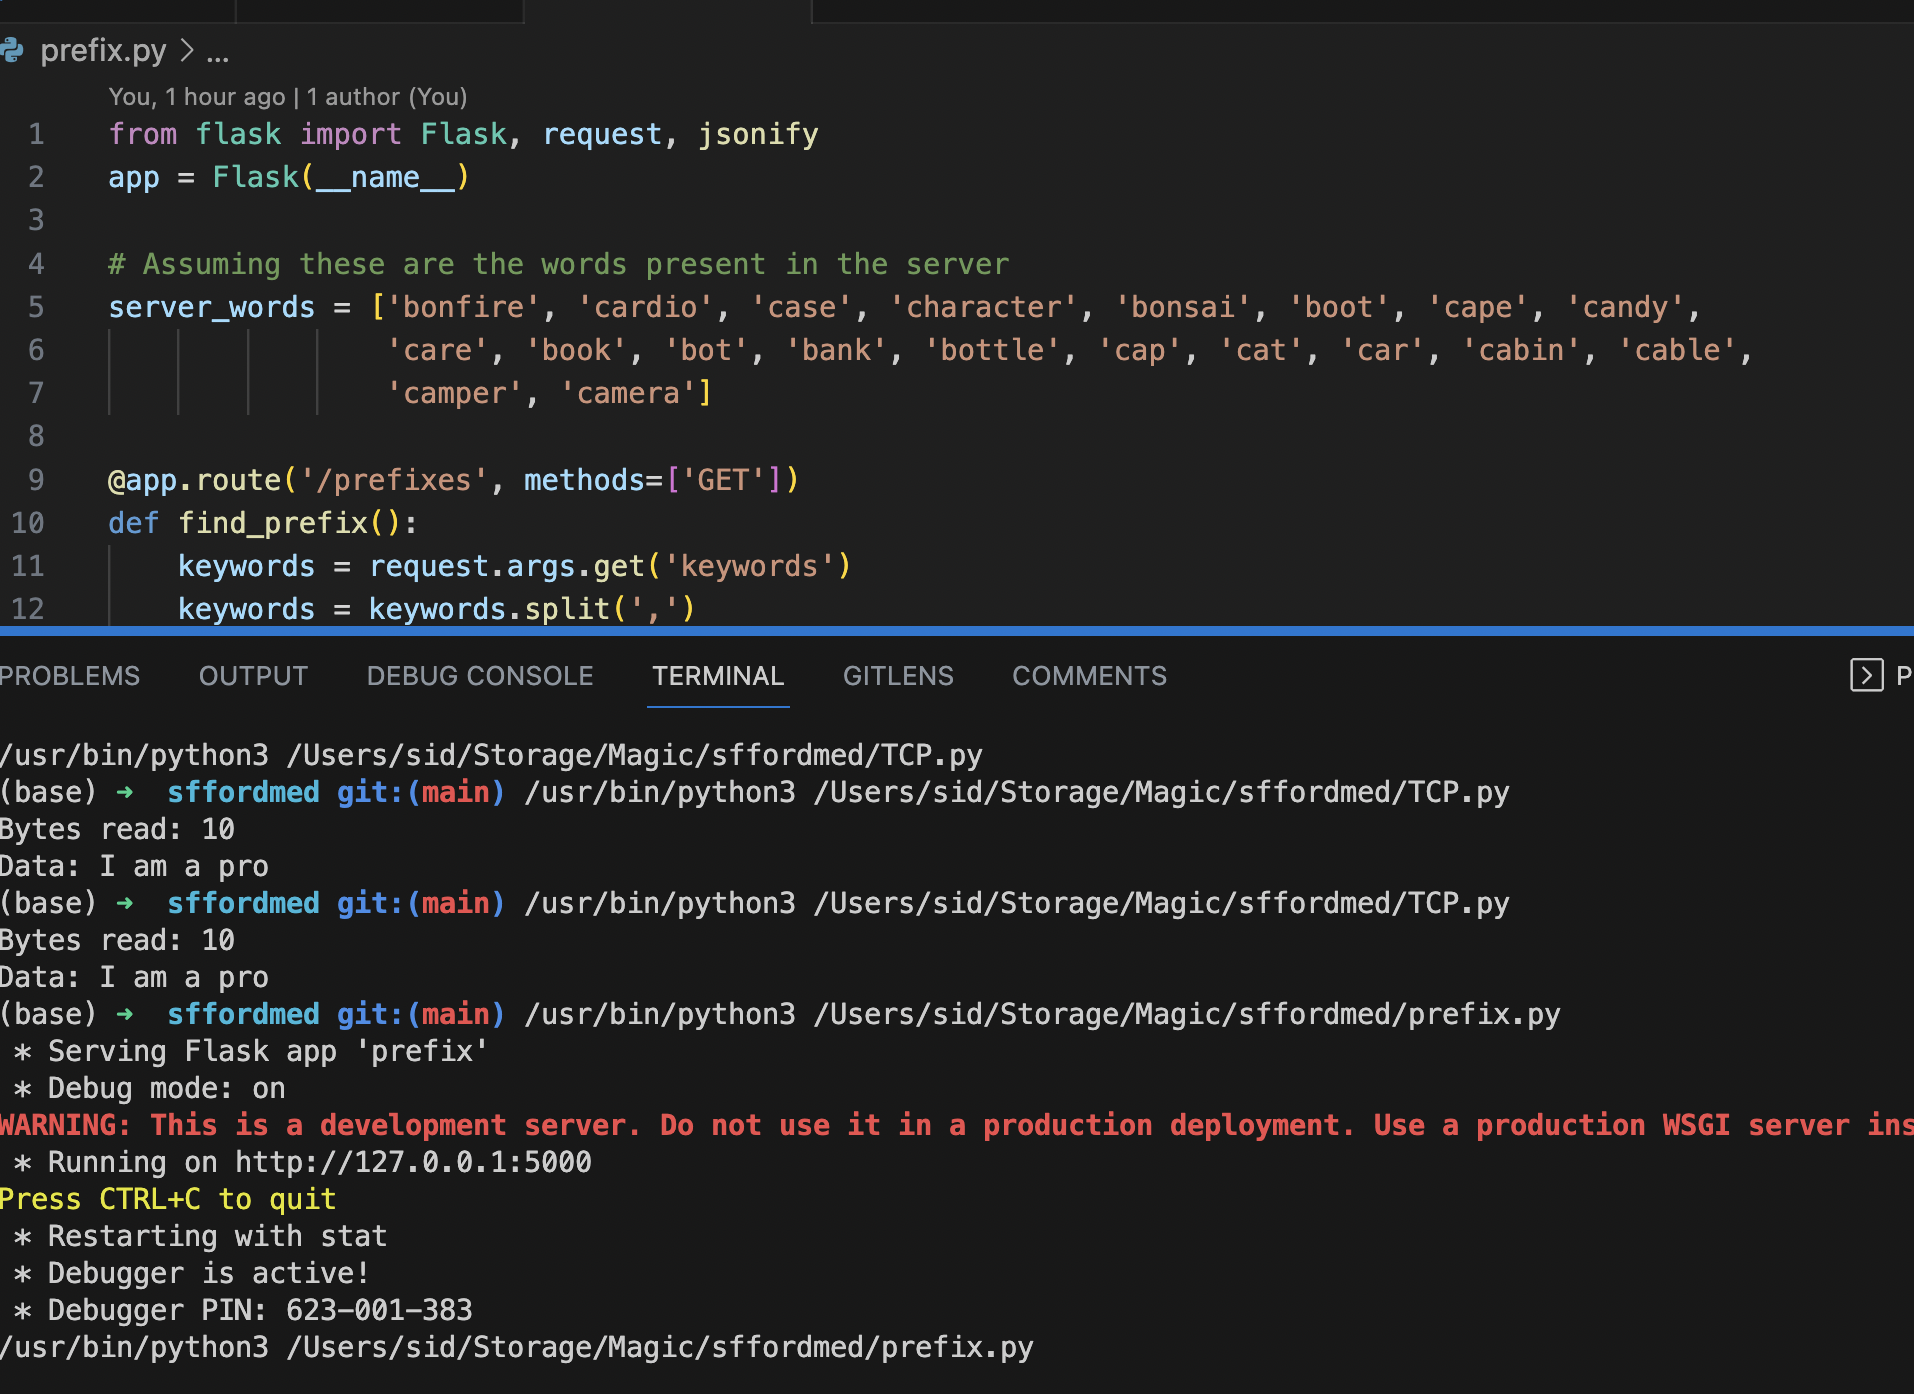 prefix.py > ...
You, 1 hour ago | 1 author (You)
1 from flask import Flask, request, jsonify
2 app = Flask(__name__)
3
4 # Assuming these are the words present in the server
5 server_words = ['bonfire', 'cardio', 'case', 'character', 'bonsai', 'boot', 'cape', 'candy',
6 'care', 'book', 'bot', 'bank', 'bottle', 'cap', 'cat', 'car', 'cabin', 'cable',
7 'camper', 'camera']
8
9 @app.route('/prefixes', methods=['GET'])
10 def find_prefix():
11 keywords = request.args.get('keywords')
12 keywords = keywords.split(',')
PROBLEMS OUTPUT DEBUG CONSOLE TERMINAL GITLENS COMMENTS P
/usr/bin/python3 /Users/sid/Storage/Magic/sffordmed/TCP.py
(base) ➜ sffordmed git:(main) /usr/bin/python3 /Users/sid/Storage/Magic/sffordmed/TCP.py
Bytes read: 10
Data: I am a pro
(base) ➜ sffordmed git:(main) /usr/bin/python3 /Users/sid/Storage/Magic/sffordmed/TCP.py
Bytes read: 10
Data: I am a pro
(base) ➜ sffordmed git:(main) /usr/bin/python3 /Users/sid/Storage/Magic/sffordmed/prefix.py
* Serving Flask app 'prefix'
* Debug mode: on
WARNING: This is a development server. Do not use it in a production deployment. Use a production WSGI server ins
* Running on http://127.0.0.1:5000
Press CTRL+C to quit
* Restarting with stat
* Debugger is active!
* Debugger PIN: 623-001-383
/usr/bin/python3 /Users/sid/Storage/Magic/sffordmed/prefix.py